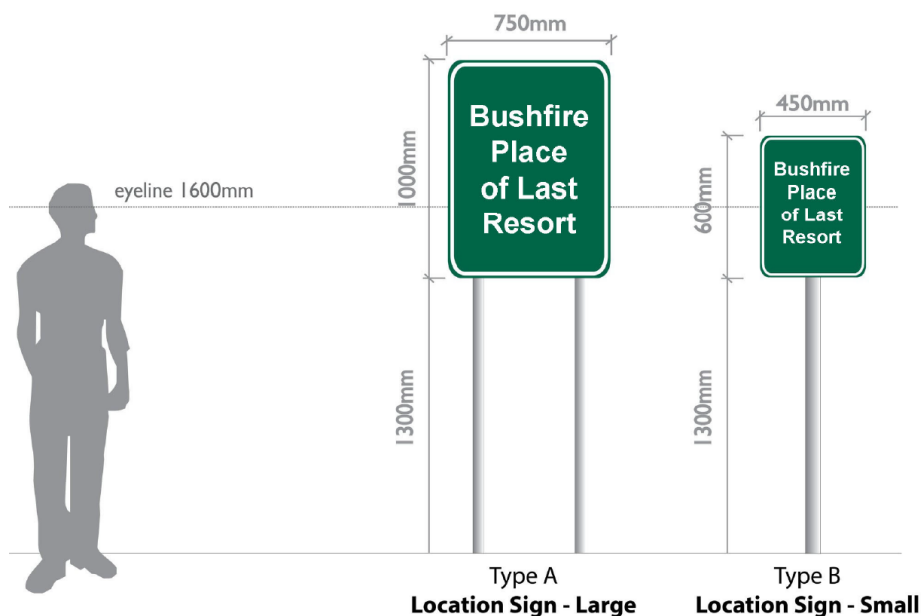 750mm
1000mm
Bushfire
Place
of Last
Resort
450mm
600mm
Bushfire
Place
of Last
Resort
eyeline 1600mm
1300mm
1300mm
Type A
Location Sign - Large
Type B
Location Sign - Small